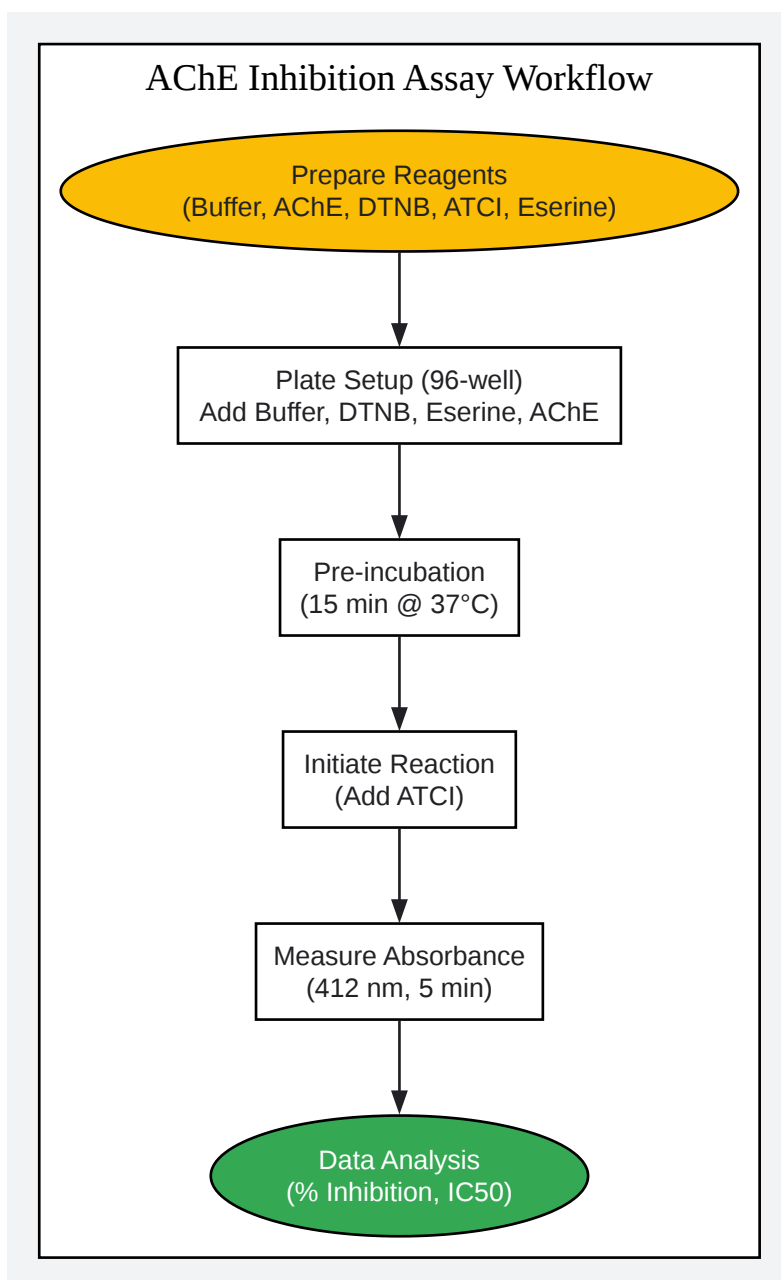 AChE Inhibition Assay Workflow
Prepare Reagents
(Buffer, AChE, DTNB, ATCI, Eserine)
Plate Setup (96-well)
Add Buffer, DTNB, Eserine, AChE
Pre-incubation
(15 min @ 37°C)
Initiate Reaction
(Add ATCI)
Measure Absorbance
(412 nm, 5 min)
Data Analysis
(% Inhibition, IC50)